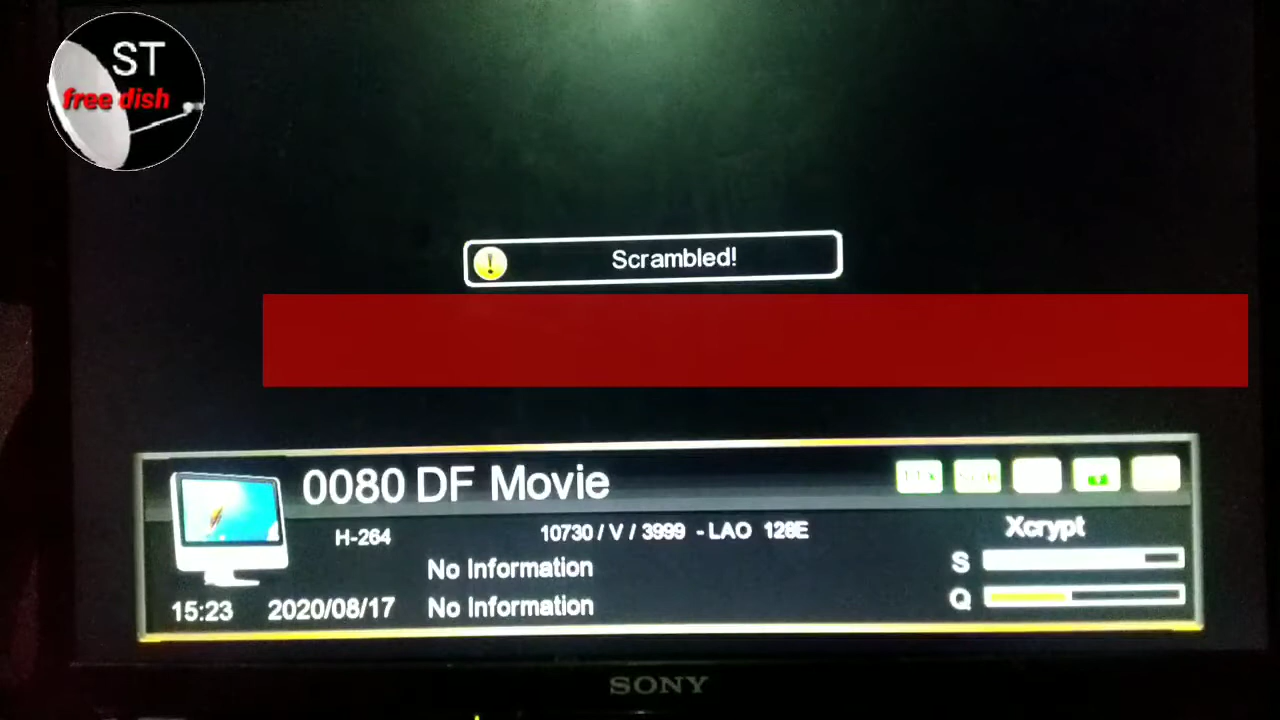 ST
free dish
Scrambled!
0080 DF Movie
H-264
10730 / V / 3999 - LAO 128E
Xcrypt
No Information
S
15:23
2020/08/17
No Information
Q
SONY